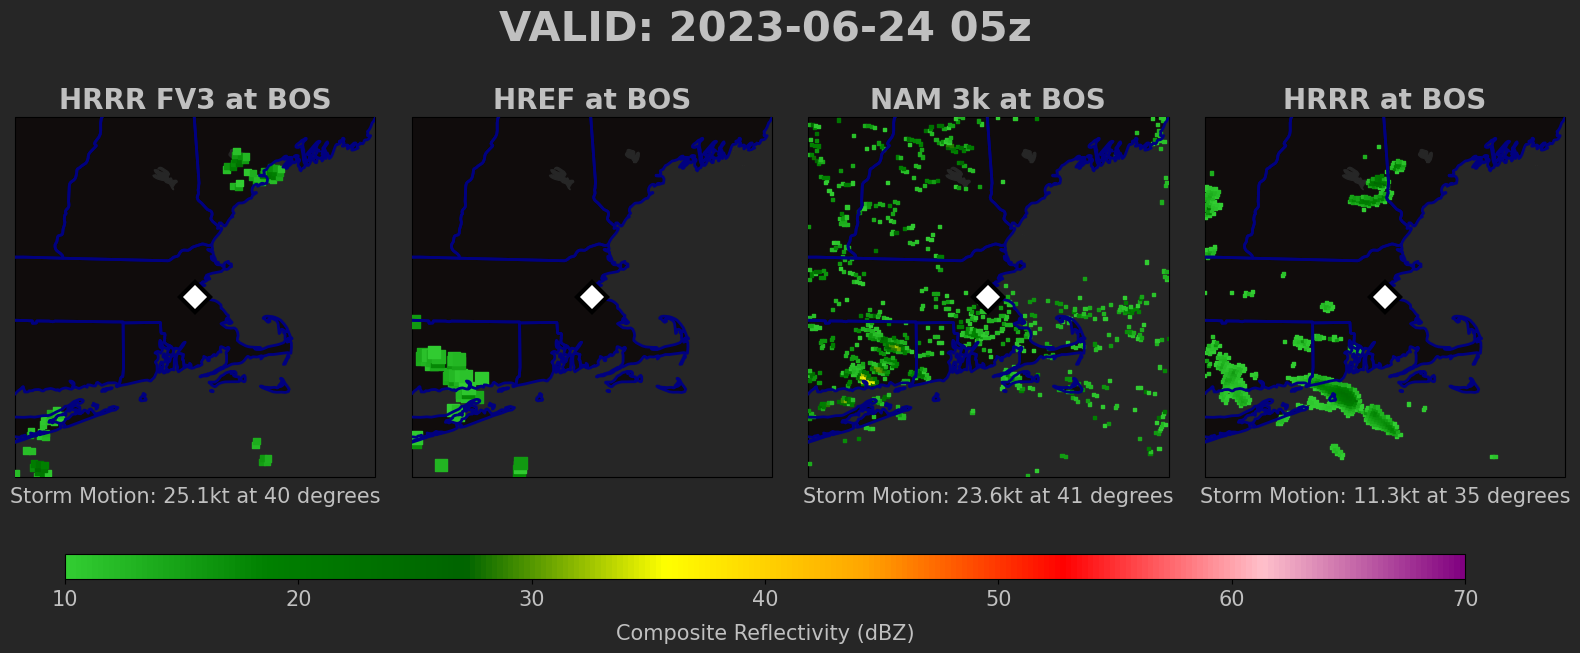 VALID: 2023-06-24 05z
HRRR FV3 at BOS
HREF at BOS
NAM 3k at BOS
HRRR at BOS
Storm Motion: 25.1kt at 40 degrees
Storm Motion: 23.6kt at 41 degrees
Storm Motion: 11.3kt at 35 degrees
10 20 30 40 50 60 70
Composite Reflectivity (dBZ)